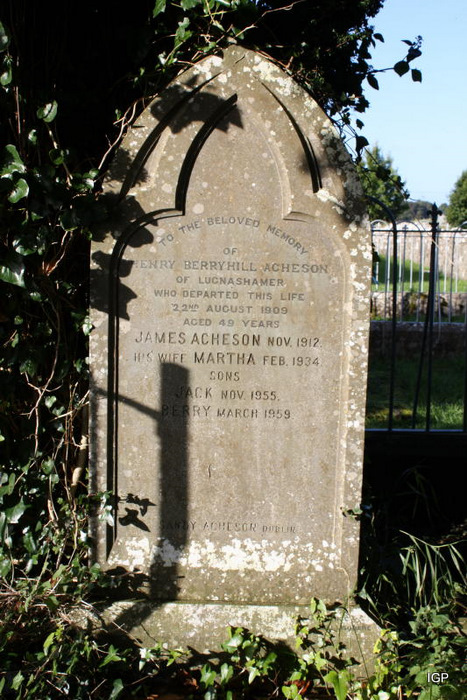 TO THE BELOVED MEMORY
OF
HENRY BERRYHILL ACHESON
OF LUGNASHAMER
WHO DEPARTED THIS LIFE
22ND AUGUST 1909
AGED 49 YEARS
JAMES ACHESON NOV. 1912.
HIS WIFE MARTHA FEB. 1934
SONS
JACK NOV. 1955.
BERRY MARCH 1959.
SANDY ACHESON DUBLIN
IGP